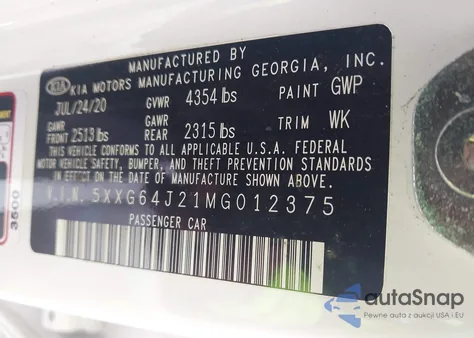 MANUFACTURED BY
KIA KIA MOTORS MANUFACTURING GEORGIA, INC.
JUL/24/20 GVWR 4354 lbs PAINT GWP
GAWR FRONT 2513 lbs GAWR REAR 2315 lbs TRIM WK
THIS VEHICLE CONFORMS TO ALL APPLICABLE U.S.A. FEDERAL
MOTOR VEHICLE SAFETY, BUMPER, AND THEFT PREVENTION STANDARDS
IN EFFECT ON THE DATE OF MANUFACTURE SHOWN ABOVE.
V.I.N. 5XXG64J21MG012375
PASSENGER CAR
3500
autaSnap
Pewne auta z aukcji USA i EU